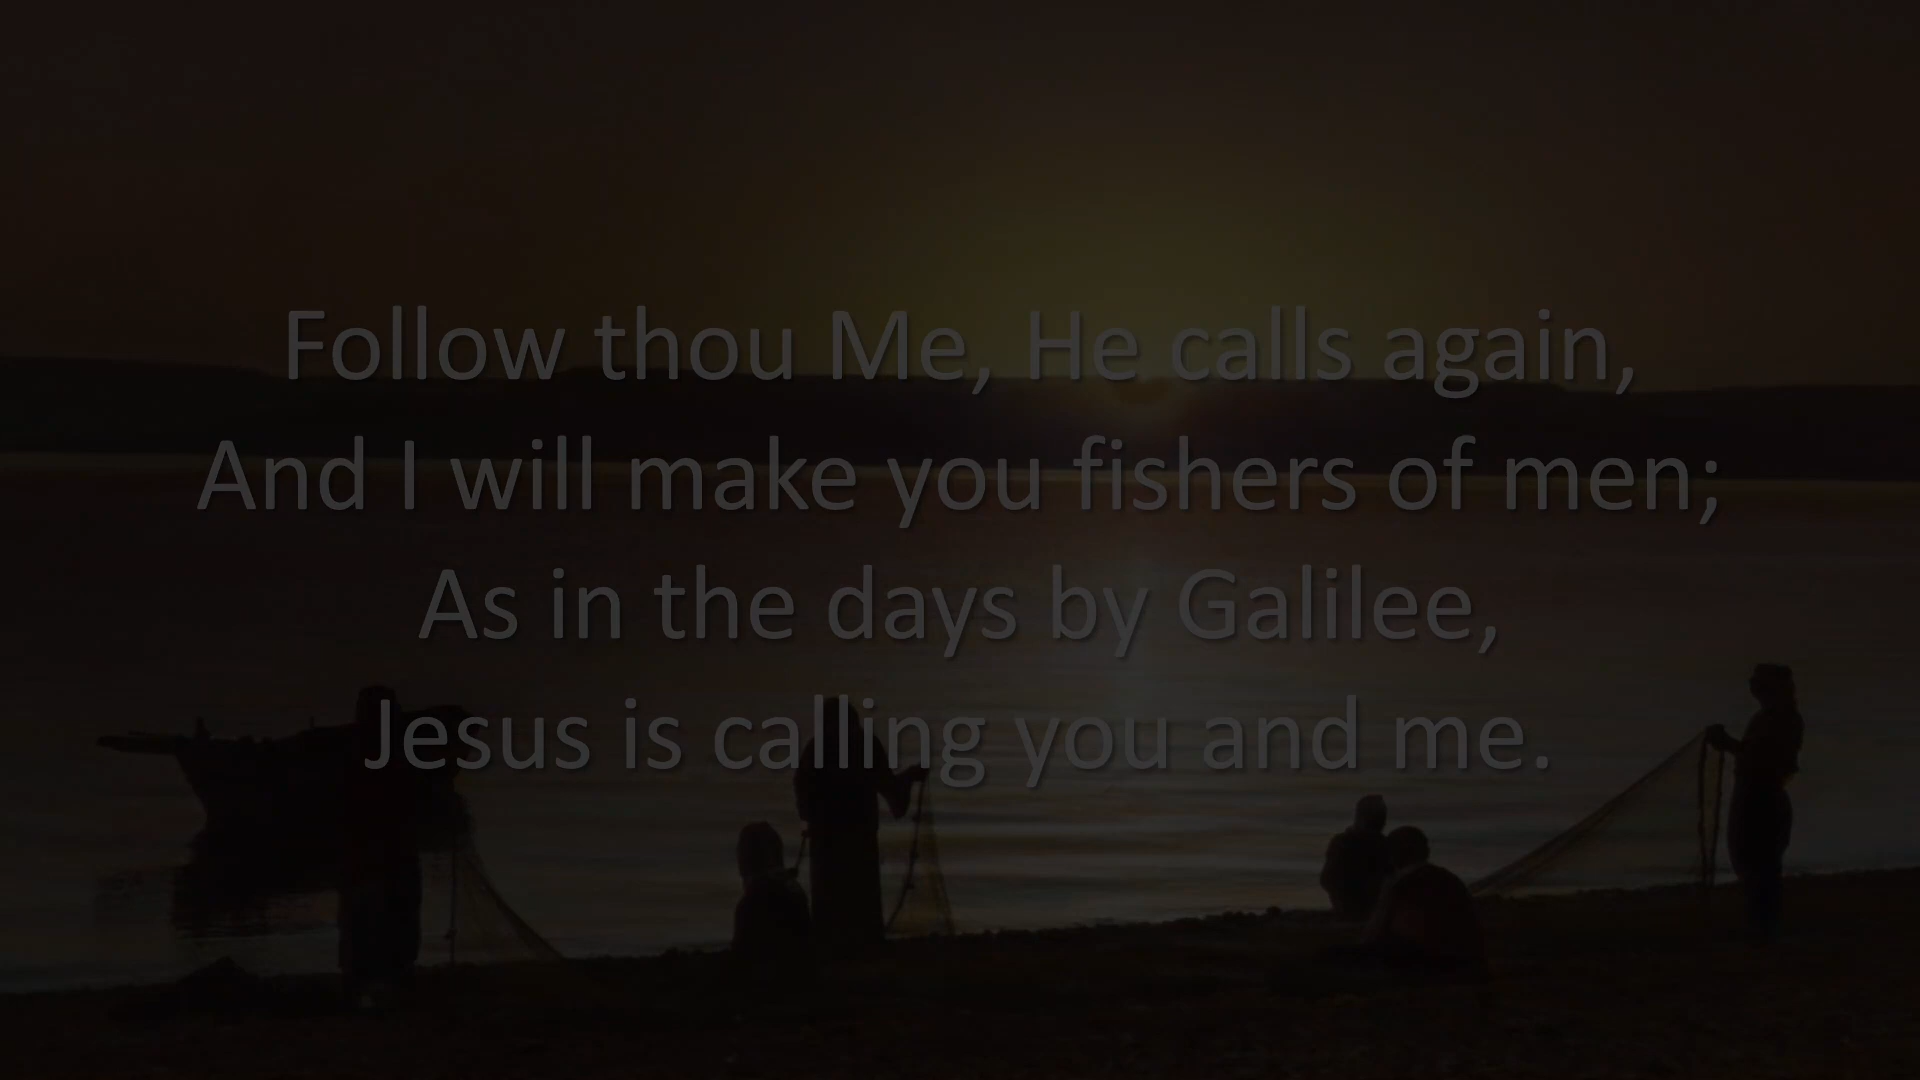 Follow thou Me, He calls again,
And I will make you fishers of men;
As in the days by Galilee,
Jesus is calling you and me.